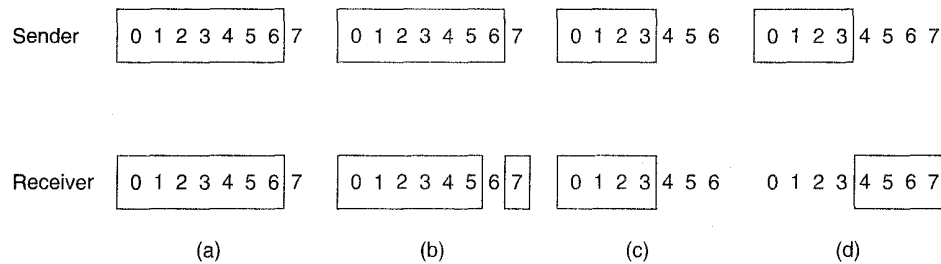 Sender 0 1 2 3 4 5 6 7 0 1 2 3 4 5 6 7 0 1 2 3 4 5 6 0 1 2 3 4 5 6 7
Receiver 0 1 2 3 4 5 6 7 0 1 2 3 4 5 6 7 0 1 2 3 4 5 6 0 1 2 3 4 5 6 7
(a) (b) (c) (d)